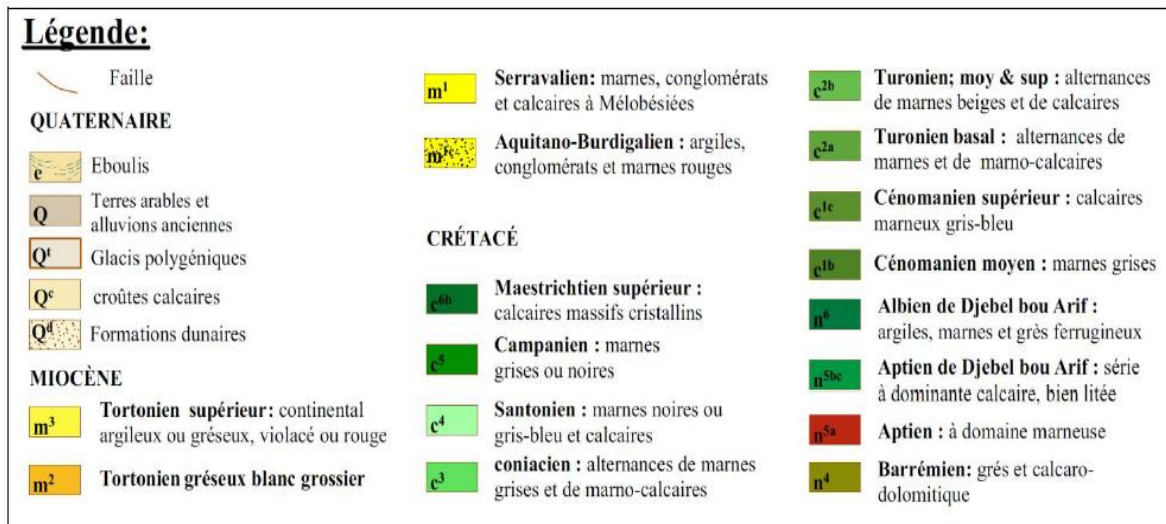 Légende:
Faille
QUATERNAIRE
e Eboulis
Q Terres arables et
alluvions anciennes
Qt Glacis polygéniques
Qc croûtes calcaires
Qd Formations dunaires
MIOCÈNE
m3 Tortonien supérieur: continental
argileux ou gréseux, violacé ou rouge
m2 Tortonien gréseux blanc grossier
m1 Serravalien: marnes, conglomérats
et calcaires à Mélobésiées
Aquitano-Burdigalien : argiles,
conglomérats et marnes rouges
CRÉTACÉ
c6b Maestrichtien supérieur :
calcaires massifs cristallins
c5 Campanien : marnes
grises ou noires
c4 Santonien : marnes noires ou
gris-bleu et calcaires
c3 coniacien : alternances de marnes
grises et de marno-calcaires
c2b Turonien; moy & sup : alternances
de marnes beiges et de calcaires
c2a Turonien basal : alternances de
marnes et de marno-calcaires
c1c Cénomanien supérieur : calcaires
marneux gris-bleu
c1b Cénomanien moyen : marnes grises
n6 Albien de Djebel bou Arif :
argiles, marnes et grès ferrugineux
n5bc Aptien de Djebel bou Arif : série
à dominante calcaire, bien litée
n5a Aptien : à domaine marneuse
n4 Barrémien: grés et calcaro-
dolomitique